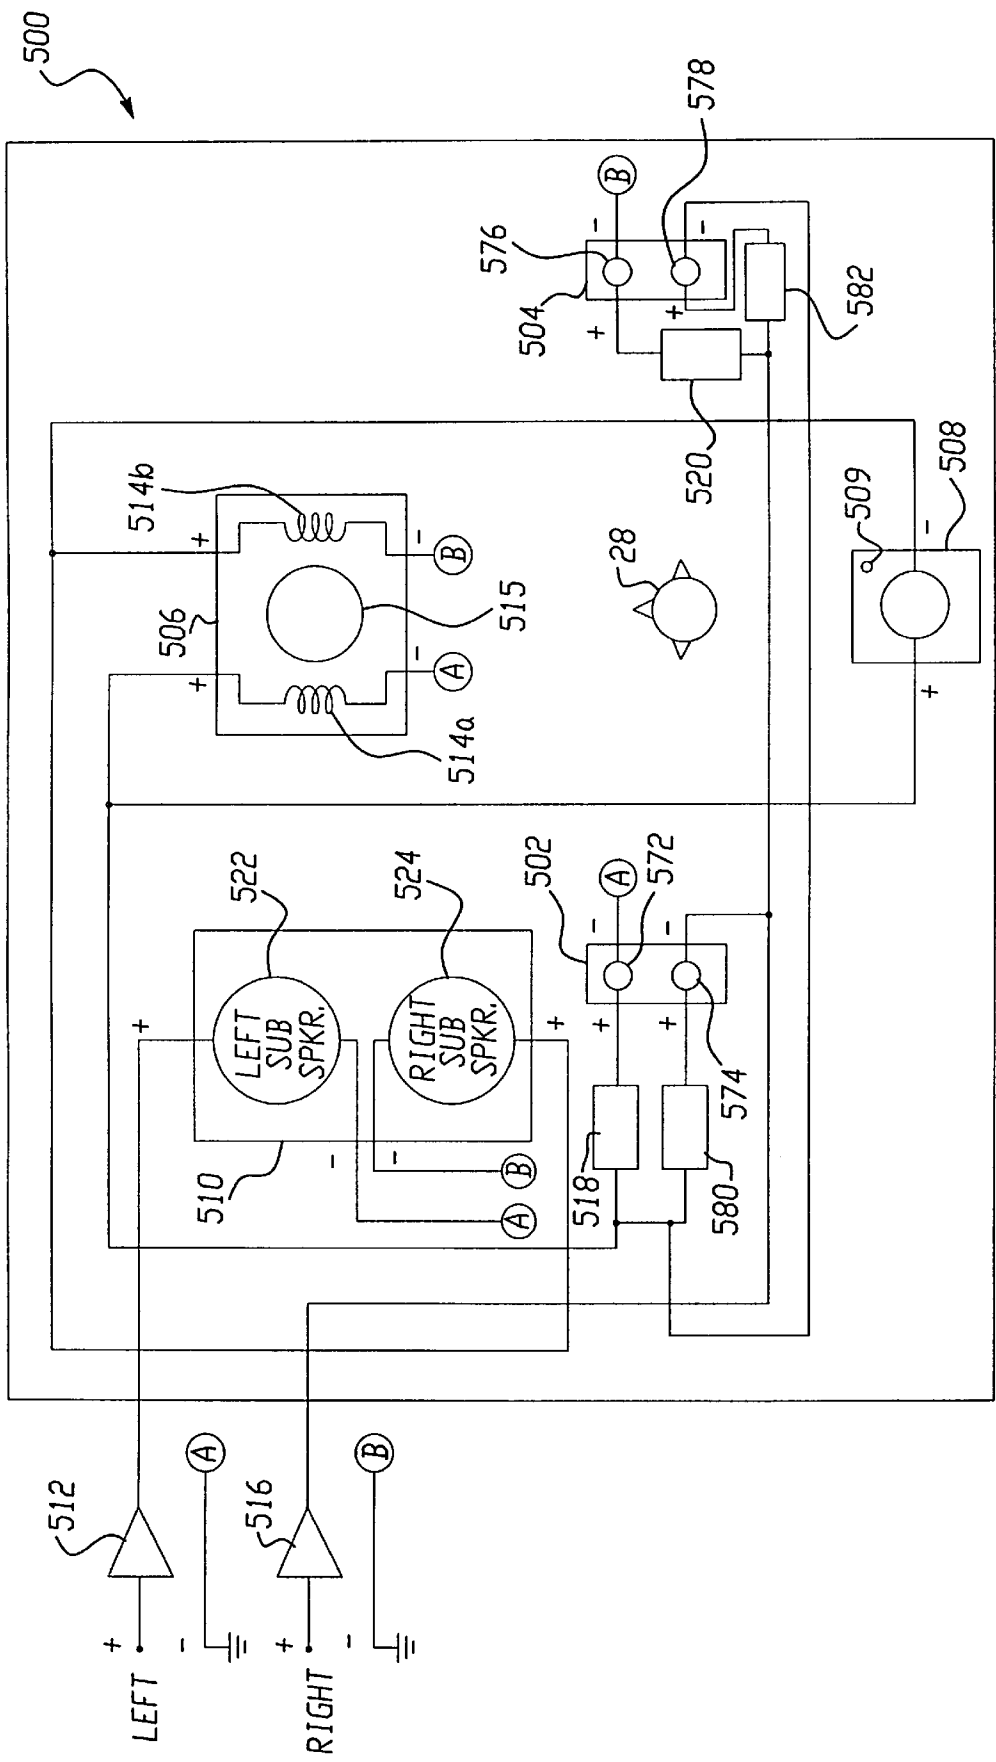 500
512
516
LEFT
RIGHT
+
-
A
+
-
B
506
514b
514a
515
+
-
A
+
-
B
510
522
LEFT
SUB
SPKR.
524
RIGHT
SUB
SPKR.
+
-
A
+
-
B
502
572
574
518
580
+
-
A
+
-
504
576
578
520
582
+
-
B
+
-
28
508
509
+
-